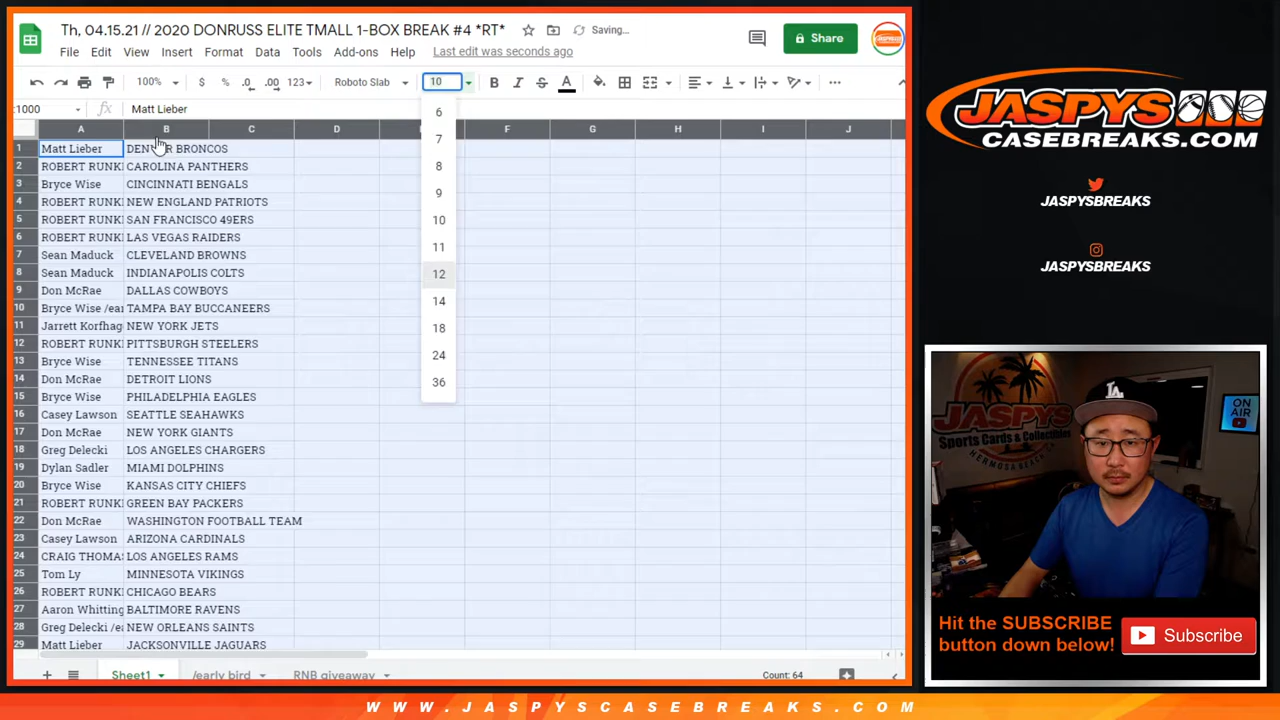 Th, 04.15.21 // 2020 DONRUSS ELITE TMALL 1-BOX BREAK #4 *RT*
Saving...
Share
File Edit View Insert Format Data Tools Add-ons Help Last edit was seconds ago
100% $ % .0 .00 123 Roboto Slab 10 B I S A
:1000 fx Matt Lieber
A B C D F G H I J
1 Matt Lieber DENVER BRONCOS
2 ROBERT RUNK CAROLINA PANTHERS
3 Bryce Wise CINCINNATI BENGALS
4 ROBERT RUNK NEW ENGLAND PATRIOTS
5 ROBERT RUNK SAN FRANCISCO 49ERS
6 ROBERT RUNK LAS VEGAS RAIDERS
7 Sean Maduck CLEVELAND BROWNS
8 Sean Maduck INDIANAPOLIS COLTS
9 Don McRae DALLAS COWBOYS
10 Bryce Wise /ear TAMPA BAY BUCCANEERS
11 Jarrett Korfhag NEW YORK JETS
12 ROBERT RUNK PITTSBURGH STEELERS
13 Bryce Wise TENNESSEE TITANS
14 Don McRae DETROIT LIONS
15 Bryce Wise PHILADELPHIA EAGLES
16 Casey Lawson SEATTLE SEAHAWKS
17 Don McRae NEW YORK GIANTS
18 Greg Delecki LOS ANGELES CHARGERS
19 Dylan Sadler MIAMI DOLPHINS
20 Bryce Wise KANSAS CITY CHIEFS
21 ROBERT RUNK GREEN BAY PACKERS
22 Don McRae WASHINGTON FOOTBALL TEAM
23 Casey Lawson ARIZONA CARDINALS
24 CRAIG THOMAS LOS ANGELES RAMS
25 Tom Ly MINNESOTA VIKINGS
26 ROBERT RUNK CHICAGO BEARS
27 Aaron Whitting BALTIMORE RAVENS
28 Greg Delecki /ea NEW ORLEANS SAINTS
29 Matt Lieber JACKSONVILLE JAGUARS
6
7
8
9
10
11
12
14
18
24
36
Sheet1 /early bird RNB giveaway Count: 64
JASPYS
CASEBREAKS.COM
JASPYSBREAKS
JASPYSBREAKS
JASPYS
Sports Cards & Collectibles
HERMOSA BEACH
ON AIR
LA
Hit the SUBSCRIBE
button down below!
Subscribe
WWW.JASPYSCASEBREAKS.COM